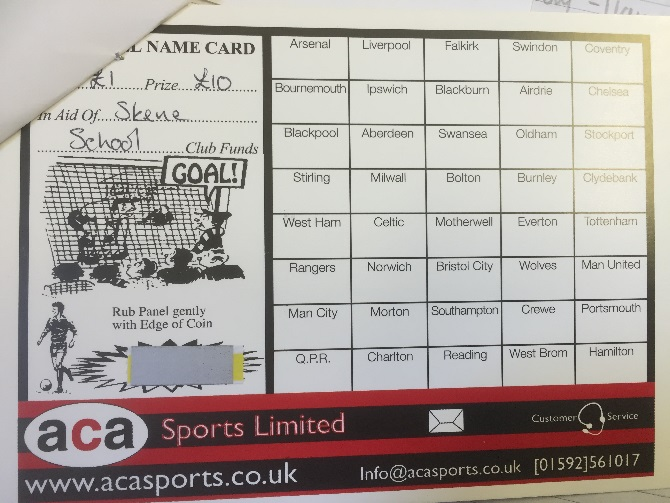 NAME CARD
£1 Prize £10
In Aid Of Skene
School Club Funds
GOAL!
Rub Panel gently
with Edge of Coin
Arsenal Liverpool Falkirk Swindon Coventry
Bournemouth Ipswich Blackburn Airdrie Chelsea
Blackpool Aberdeen Swansea Oldham Stockport
Stirling Milwall Bolton Burnley Clydebank
West Ham Celtic Motherwell Everton Tottenham
Rangers Norwich Bristol City Wolves Man United
Man City Morton Southampton Crewe Portsmouth
Q.P.R. Charlton Reading West Brom Hamilton
aca Sports Limited
Customer Service
www.acasports.co.uk Info@acasports.co.uk [01592]561017